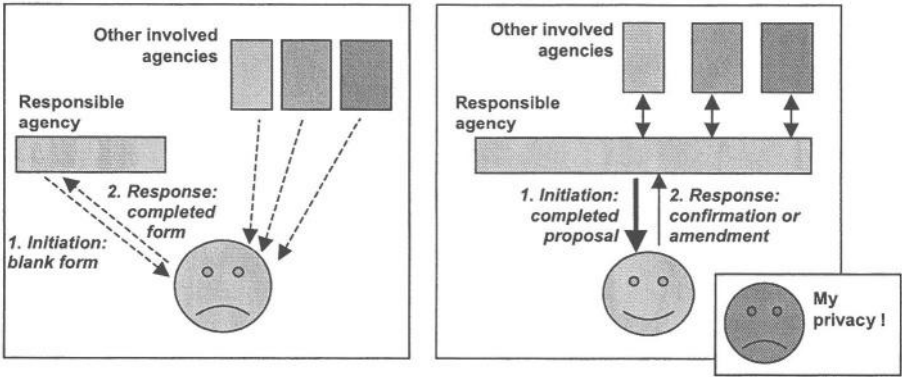 Other involved
agencies
Responsible
agency
2. Response:
completed
form
1. Initiation:
blank form
Other involved
agencies
Responsible
agency
1. Initiation:
completed
proposal
2. Response:
confirmation or
amendment
My
privacy !